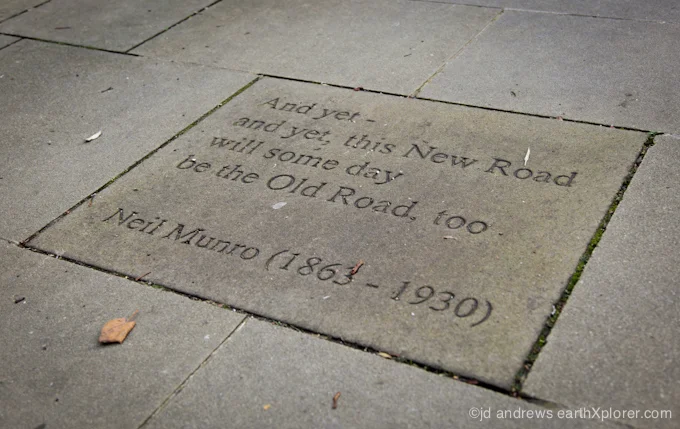 And yet -
and yet, this New Road
will some day
be the Old Road, too
Neil Munro (1863 - 1930)
©jd andrews earthXplorer.com